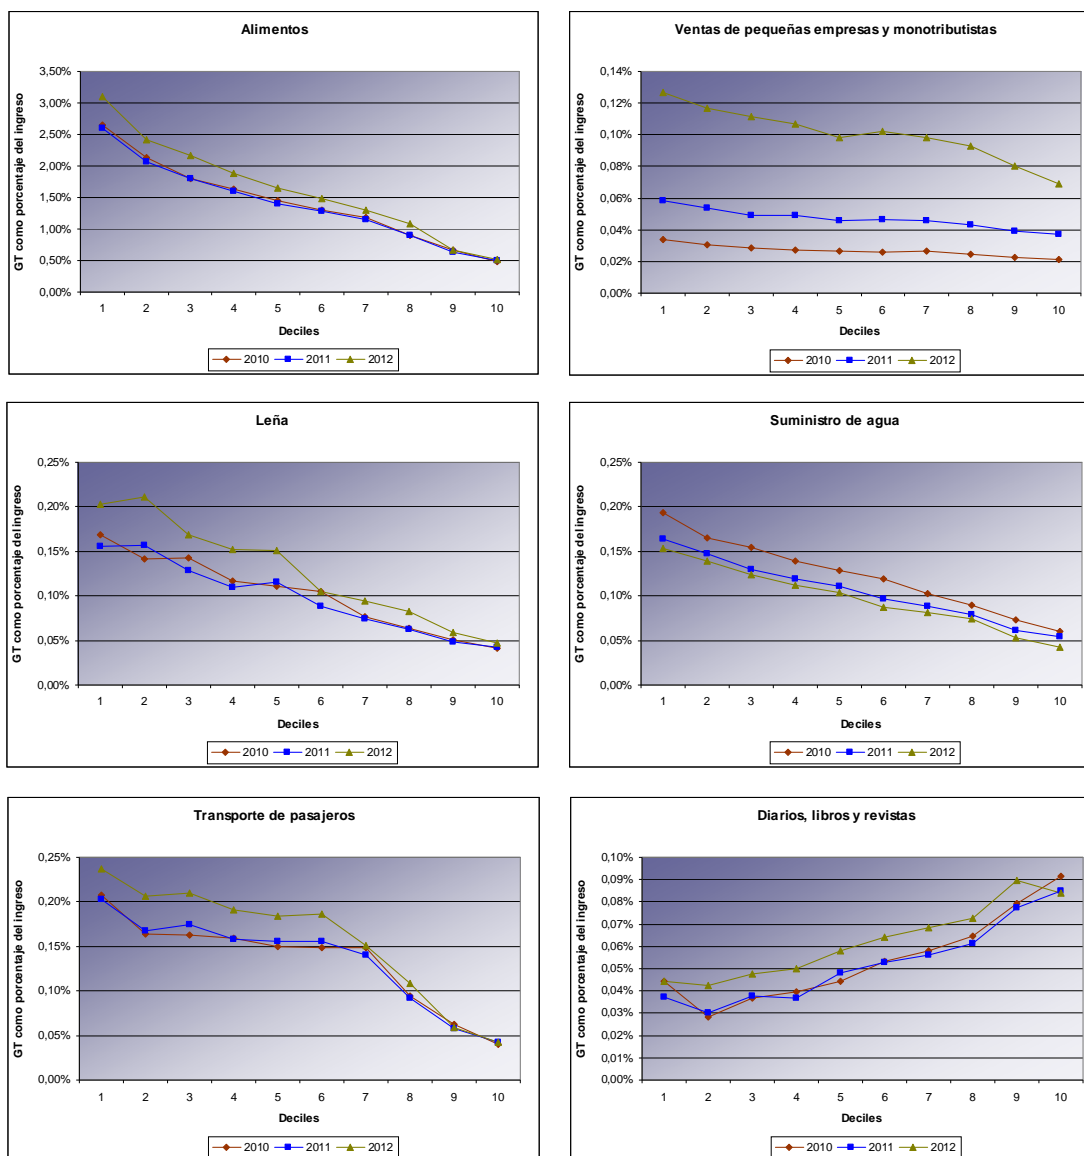 Alimentos
GT como porcentaje del ingreso
3,50%
3,00%
2,50%
2,00%
1,50%
1,00%
0,50%
0,00%
1 2 3 4 5 6 7 8 9 10
Deciles
2010 2011 2012
Ventas de pequeñas empresas y monotributistas
GT como porcentaje del ingreso
0,14%
0,12%
0,10%
0,08%
0,06%
0,04%
0,02%
0,00%
1 2 3 4 5 6 7 8 9 10
Deciles
2010 2011 2012
Leña
GT como porcentaje del ingreso
0,25%
0,20%
0,15%
0,10%
0,05%
0,00%
1 2 3 4 5 6 7 8 9 10
Deciles
2010 2011 2012
Suministro de agua
GT como porcentaje del ingreso
0,25%
0,20%
0,15%
0,10%
0,05%
0,00%
1 2 3 4 5 6 7 8 9 10
Deciles
2010 2011 2012
Transporte de pasajeros
GT como porcentaje del ingreso
0,25%
0,20%
0,15%
0,10%
0,05%
0,00%
1 2 3 4 5 6 7 8 9 10
Deciles
2010 2011 2012
Diarios, libros y revistas
GT como porcentaje del ingreso
0,10%
0,09%
0,08%
0,07%
0,06%
0,05%
0,04%
0,03%
0,02%
0,01%
0,00%
1 2 3 4 5 6 7 8 9 10
Deciles
2010 2011 2012